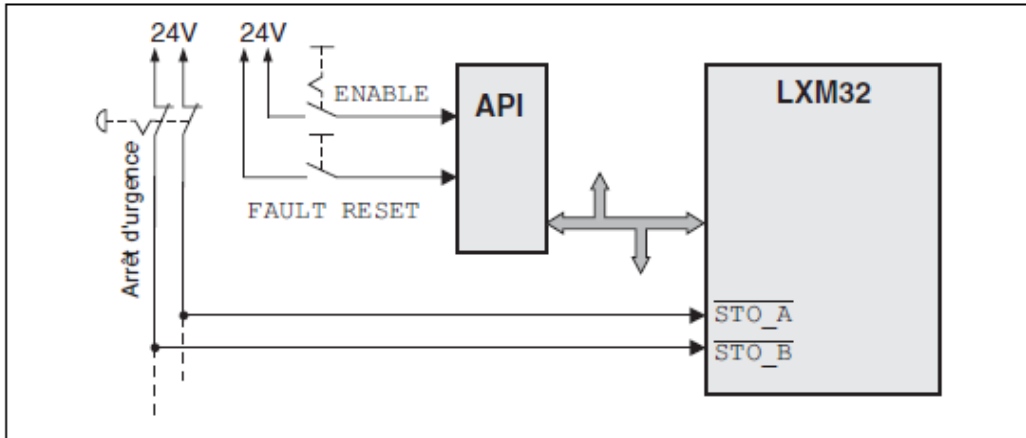 24V
24V
ENABLE
API
LXM32
FAULT RESET
Arrêt d'urgence
STO_A
STO_B